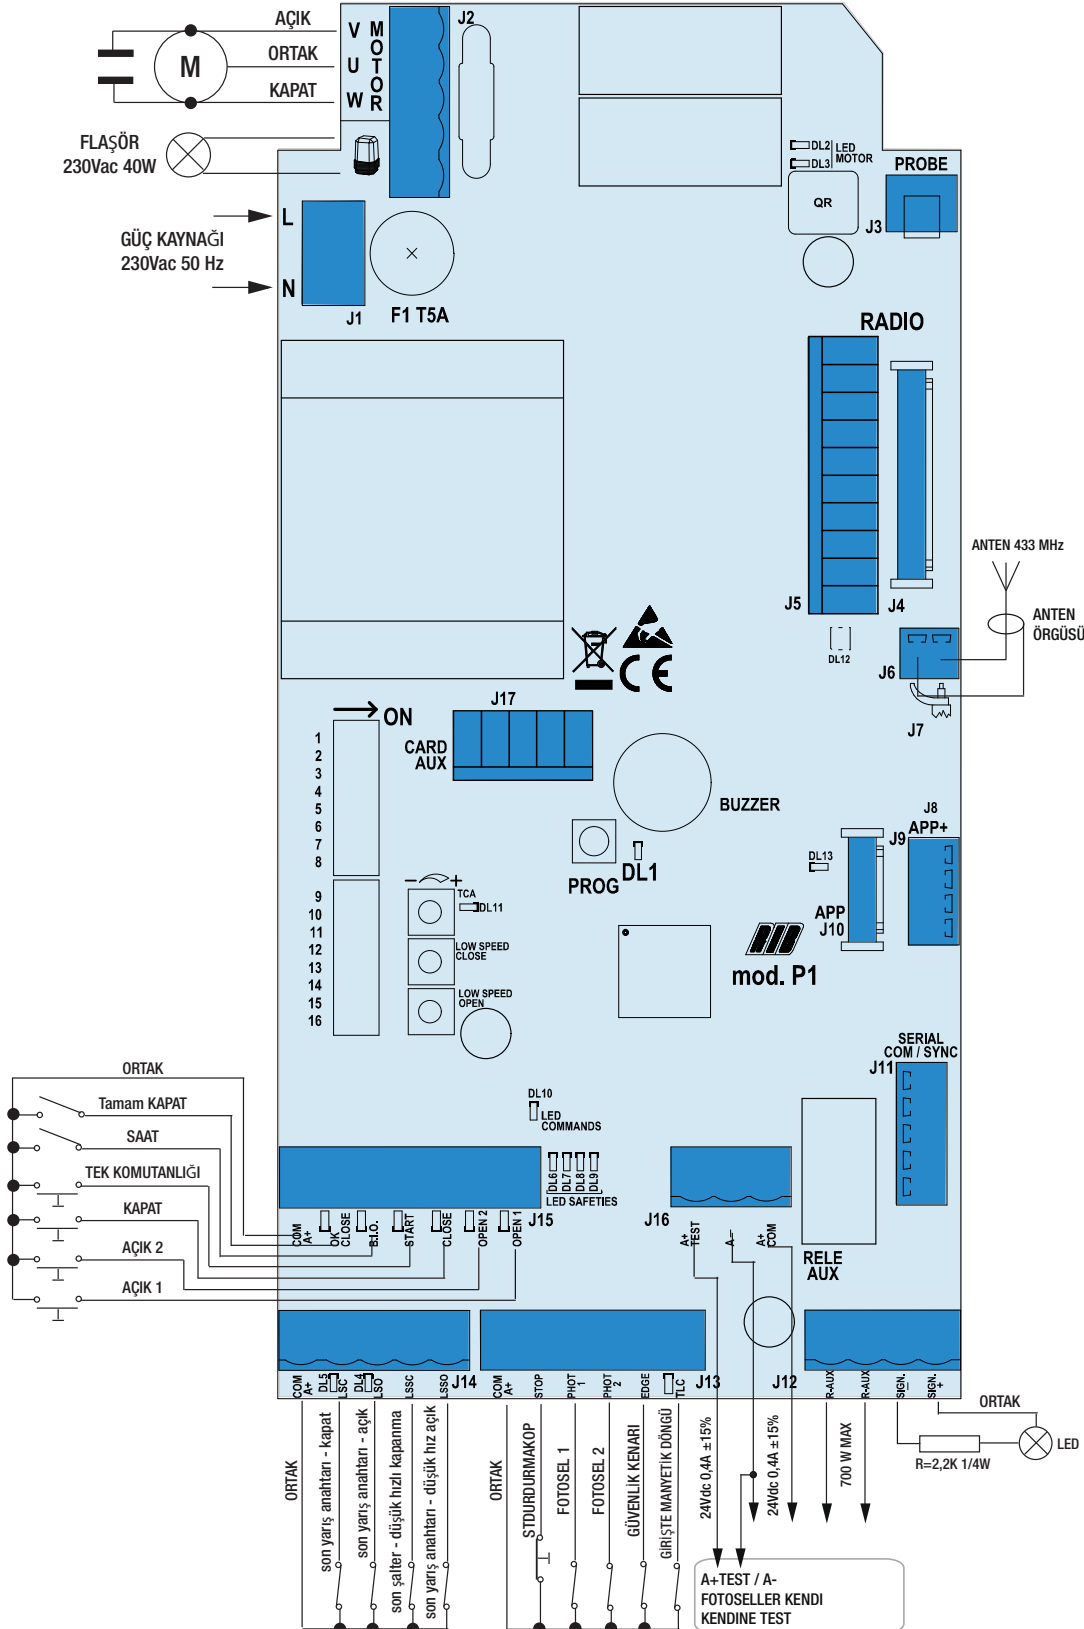 AÇIK
ORTAK
KAPAT
M
V
U
W
MOTOR
J2
FLAŞÖR
230Vac 40W
DL2
DL3
LED
MOTOR
PROBE
QR
J3
L
GÜÇ KAYNAĞI
230Vac 50 Hz
N
J1
F1 T5A
RADIO
J5
J4
ANTEN 433 MHz
ANTEN
ÖRGÜSÜ
DL12
J6
J7
CE
J17
ON
CARD
AUX
1
2
3
4
5
6
7
8
BUZZER
J8
APP+
J9
DL13
PROG
DL1
APP
J10
9
10
11
12
13
14
15
16
- +
TCA
DL11
LOW SPEED
CLOSE
LOW SPEED
OPEN
mod. P1
SERIAL
COM / SYNC
J11
DL10
LED
COMMANDS
DL6
DL7
DL8
DL9
LED SAFETIES
ORTAK
Tamam KAPAT
SAAT
TEK KOMUTANLIĞI
KAPAT
AÇIK 2
AÇIK 1
COM
A+
OK
CLOSE
B.I.O.
START
CLOSE
OPEN 2
OPEN 1
J15
J16
A+
TEST
A-
A+
COM
RELE
AUX
COM
A+
DL5
LSC
DL4
LSO
LSSC
LSSO
J14
COM
A+
STOP
PHOT
1
PHOT
2
EDGE
TLC
J13
J12
R-AUX
R-AUX
SIGN.
-
SIGN.
+
ORTAK
son yarış anahtarı - kapat
son yarış anahtarı - açık
son şalter - düşük hızlı kapanma
son yarış anahtarı - düşük hız açık
ORTAK
STDURDURMAKOP
FOTOSEL 1
FOTOSEL 2
GÜVENLİK KENARI
GİRİŞTE MANYETİK DÖNGÜ
24Vdc 0,4A ±15%
24Vdc 0,4A ±15%
700 W MAX
ORTAK
LED
R=2,2K 1/4W
A+TEST / A-
FOTOSELLER KENDI
KENDINE TEST